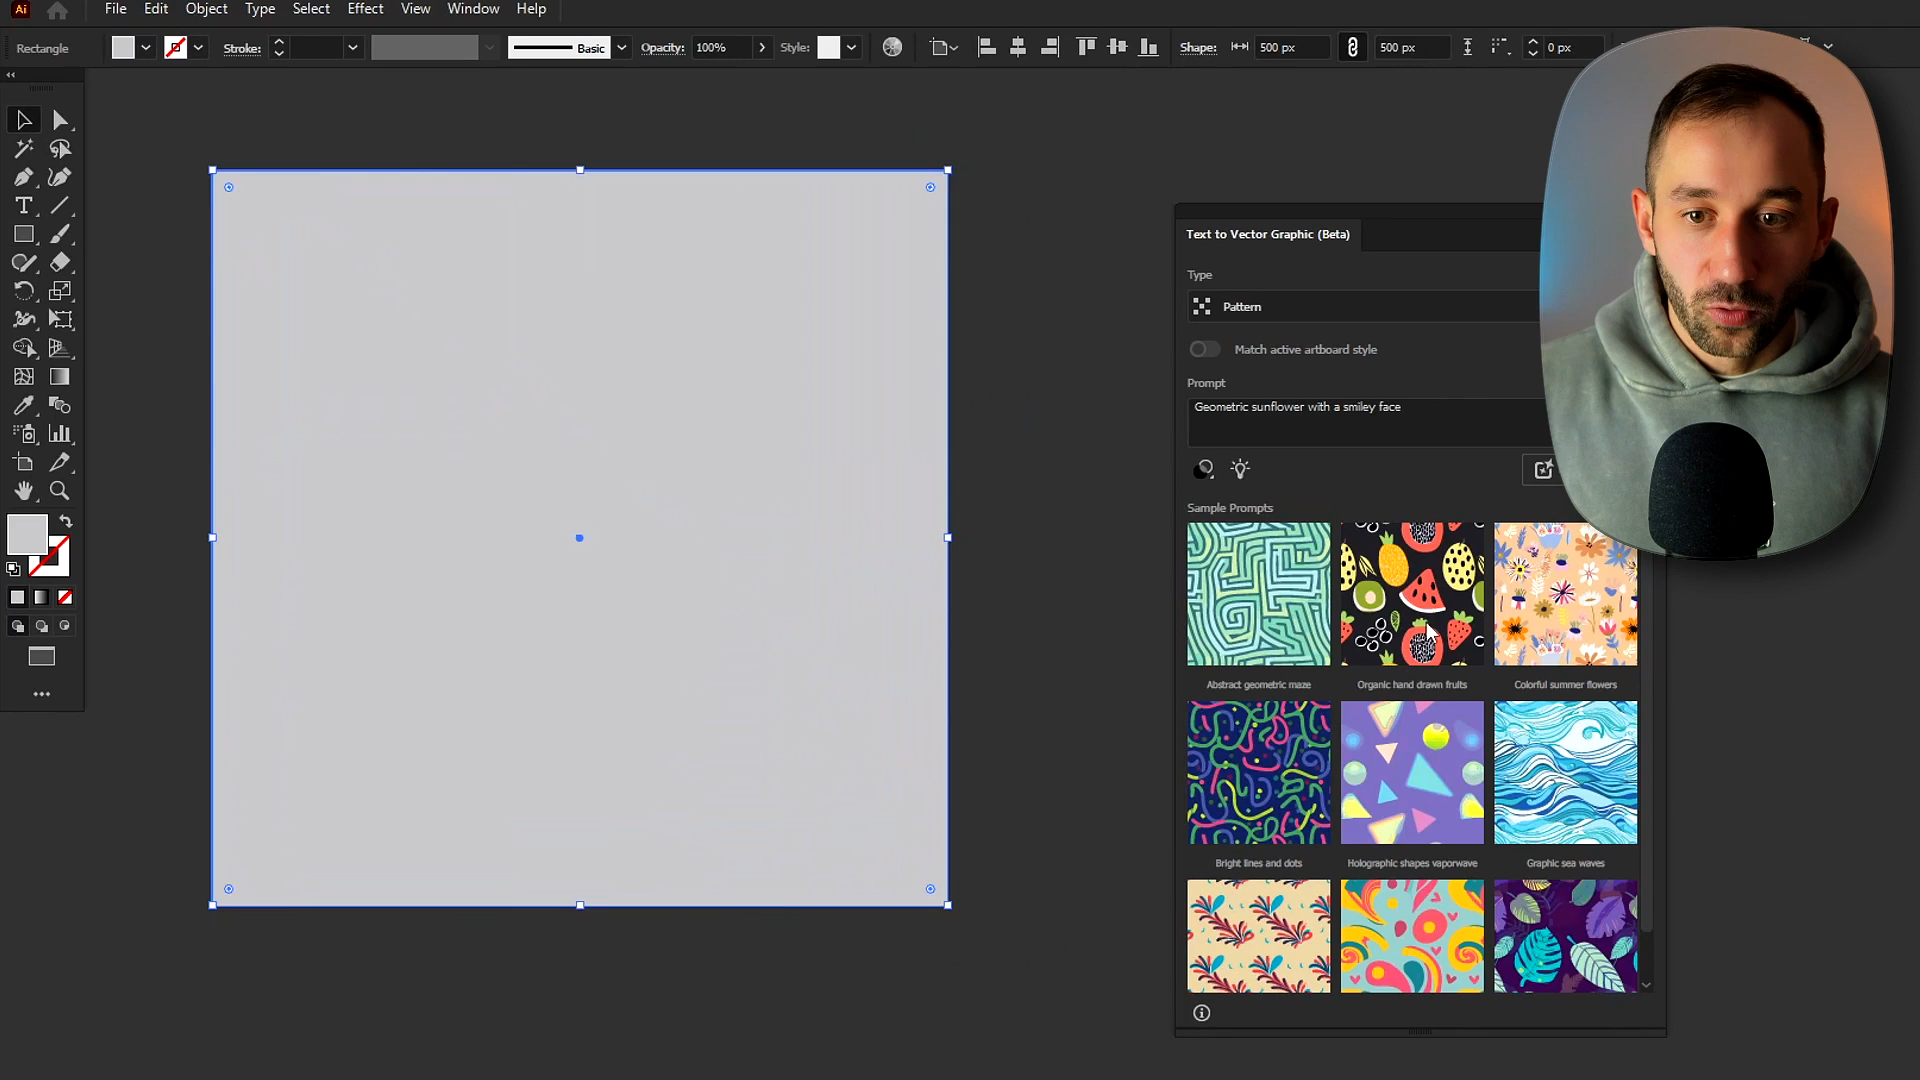 Ai File Edit Object Type Select Effect View Window Help
Rectangle Stroke: Basic Opacity: 100% Style: Shape: 500 px 500 px 0 px
Text to Vector Graphic (Beta)
Type
Pattern
Match active artboard style
Prompt
Geometric sunflower with a smiley face
Sample Prompts
Abstract geometric maze Organic hand drawn fruits Colorful summer flowers
Bright lines and dots Holographic shapes vaporwave Graphic sea waves